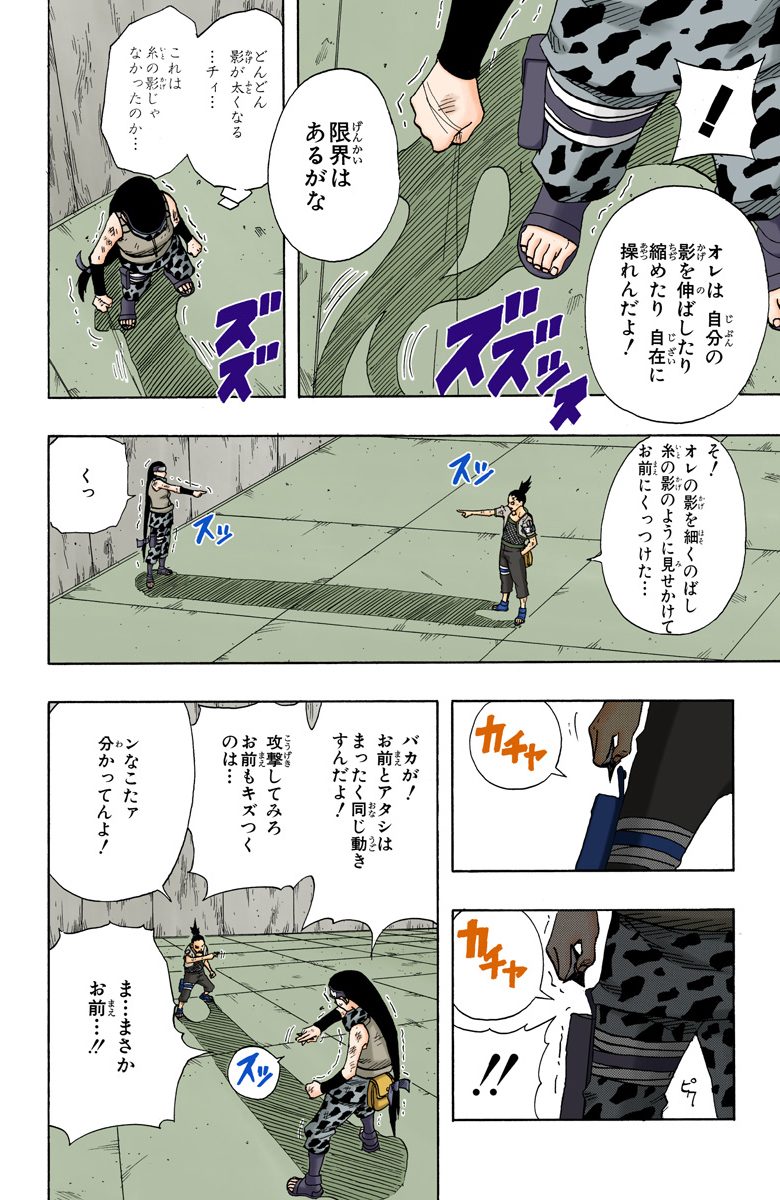 ！
オレは 自分の
影を伸ばしたり
縮めたり 自在に
操れんだよ！
限界は
あるがな
ズズズッス
どんどん
影が太くなる
…チィ…
これは
糸の影じゃ
なかったのか…
ズズ
そ！
オレの影を細くのばし
糸の影のように見せかけて
お前にくっつけた…
スッ
スッ
くっ
カチャ
カチャ
ピク
！！
バカが！
お前とアタシは
まったく同じ動き
すんだよ！
攻撃してみろ
お前もキズつく
のは…
ンなこたァ
分かってんよ！
スッ
ま…まさか
お前…！！